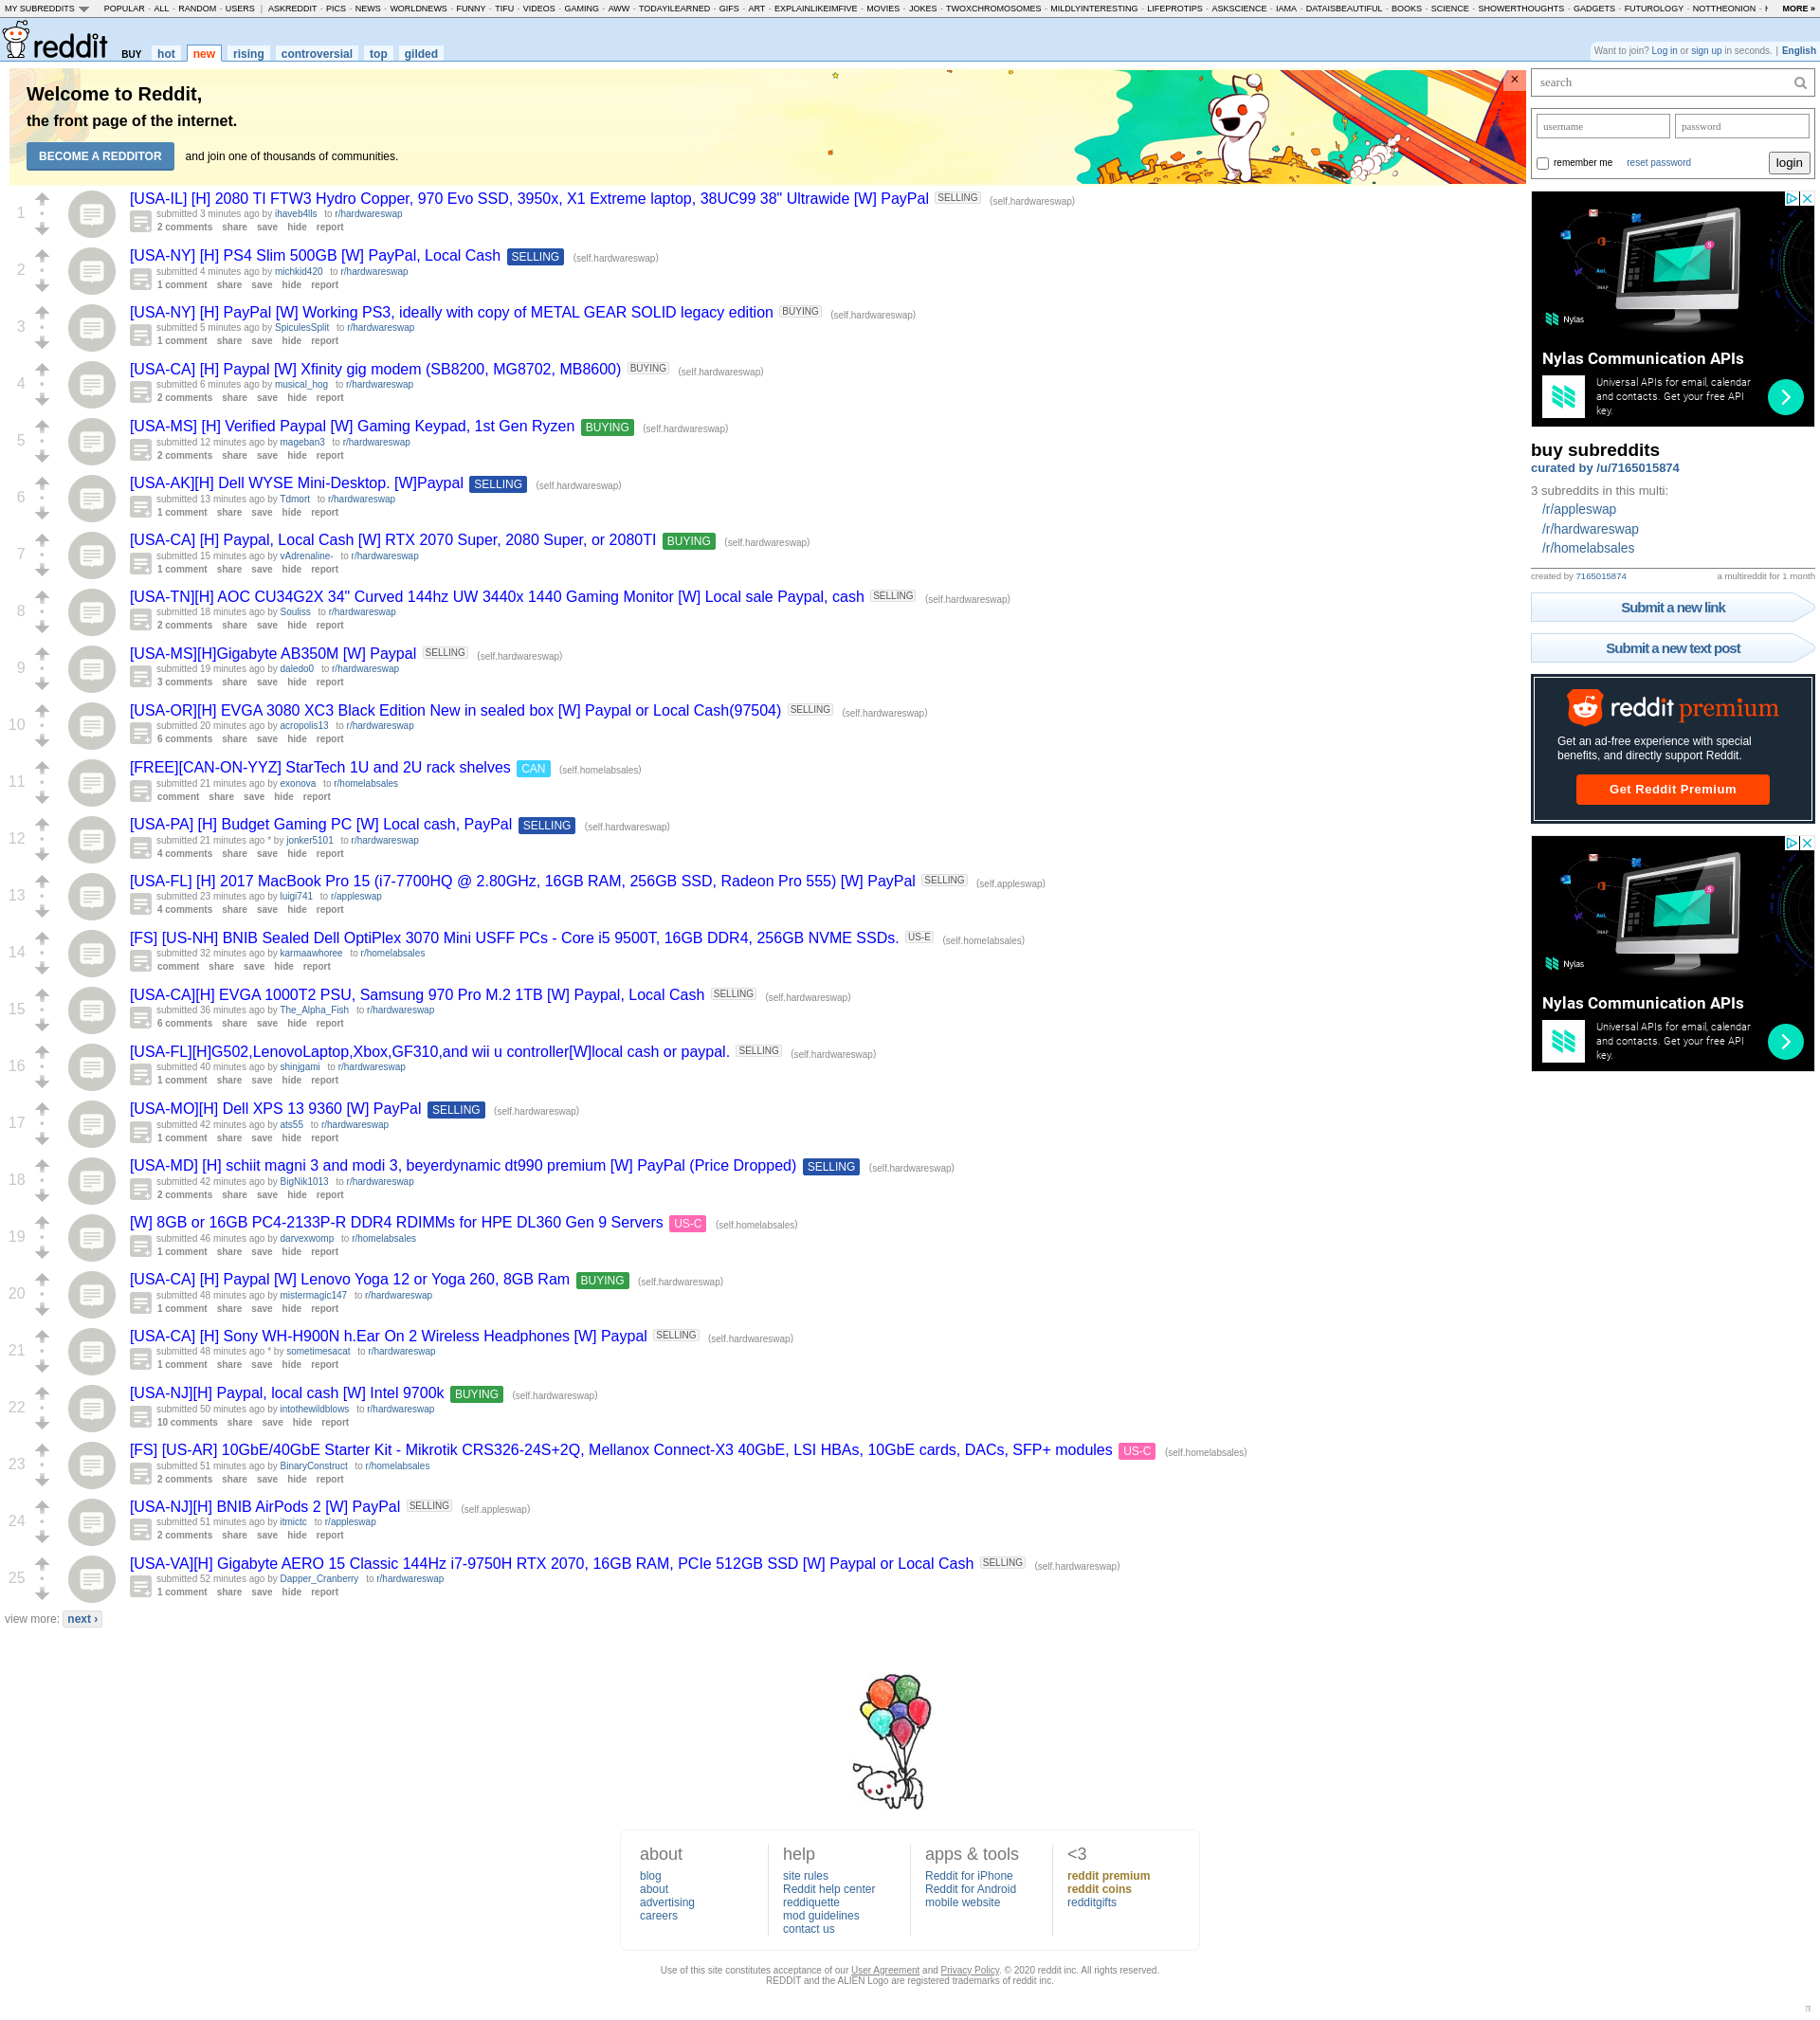 MY SUBREDDITS POPULAR - ALL - RANDOM - USERS | ASKREDDIT - PICS - NEWS - WORLDNEWS - FUNNY - TIFU - VIDEOS - GAMING - AWW - TODAYILEARNED - GIFS - ART - EXPLAINLIKEIMFIVE - MOVIES - JOKES - TWOXCHROMOSOMES - MILDLYINTERESTING - LIFEPROTIPS - ASKSCIENCE - IAMA - DATAISBEAUTIFUL - BOOKS - SCIENCE - SHOWERTHOUGHTS - GADGETS - FUTUROLOGY - NOTTHEONION - MORE »
reddit BUY hot new rising controversial top gilded
Want to join? Log in or sign up in seconds. | English
Welcome to Reddit,
the front page of the internet.
BECOME A REDDITOR and join one of thousands of communities.
×
1
[USA-IL] [H] 2080 TI FTW3 Hydro Copper, 970 Evo SSD, 3950x, X1 Extreme laptop, 38UC99 38" Ultrawide [W] PayPal SELLING (self.hardwareswap)
submitted 3 minutes ago by ihaveb4lls to r/hardwareswap
2 comments share save hide report
2
[USA-NY] [H] PS4 Slim 500GB [W] PayPal, Local Cash SELLING (self.hardwareswap)
submitted 4 minutes ago by michkid420 to r/hardwareswap
1 comment share save hide report
3
[USA-NY] [H] PayPal [W] Working PS3, ideally with copy of METAL GEAR SOLID legacy edition BUYING (self.hardwareswap)
submitted 5 minutes ago by SpiculesSplit to r/hardwareswap
1 comment share save hide report
4
[USA-CA] [H] Paypal [W] Xfinity gig modem (SB8200, MG8702, MB8600) BUYING (self.hardwareswap)
submitted 6 minutes ago by musical_hog to r/hardwareswap
2 comments share save hide report
5
[USA-MS] [H] Verified Paypal [W] Gaming Keypad, 1st Gen Ryzen BUYING (self.hardwareswap)
submitted 12 minutes ago by mageban3 to r/hardwareswap
2 comments share save hide report
6
[USA-AK][H] Dell WYSE Mini-Desktop. [W]Paypal SELLING (self.hardwareswap)
submitted 13 minutes ago by Tdmort to r/hardwareswap
1 comment share save hide report
7
[USA-CA] [H] Paypal, Local Cash [W] RTX 2070 Super, 2080 Super, or 2080TI BUYING (self.hardwareswap)
submitted 15 minutes ago by vAdrenaline- to r/hardwareswap
1 comment share save hide report
8
[USA-TN][H] AOC CU34G2X 34" Curved 144hz UW 3440x 1440 Gaming Monitor [W] Local sale Paypal, cash SELLING (self.hardwareswap)
submitted 18 minutes ago by Souliss to r/hardwareswap
2 comments share save hide report
9
[USA-MS][H]Gigabyte AB350M [W] Paypal SELLING (self.hardwareswap)
submitted 19 minutes ago by daledo0 to r/hardwareswap
3 comments share save hide report
10
[USA-OR][H] EVGA 3080 XC3 Black Edition New in sealed box [W] Paypal or Local Cash(97504) SELLING (self.hardwareswap)
submitted 20 minutes ago by acropolis13 to r/hardwareswap
6 comments share save hide report
11
[FREE][CAN-ON-YYZ] StarTech 1U and 2U rack shelves CAN (self.homelabsales)
submitted 21 minutes ago by exonova to r/homelabsales
comment share save hide report
12
[USA-PA] [H] Budget Gaming PC [W] Local cash, PayPal SELLING (self.hardwareswap)
submitted 21 minutes ago * by jonker5101 to r/hardwareswap
4 comments share save hide report
13
[USA-FL] [H] 2017 MacBook Pro 15 (i7-7700HQ @ 2.80GHz, 16GB RAM, 256GB SSD, Radeon Pro 555) [W] PayPal SELLING (self.appleswap)
submitted 23 minutes ago by luigi741 to r/appleswap
4 comments share save hide report
14
[FS] [US-NH] BNIB Sealed Dell OptiPlex 3070 Mini USFF PCs - Core i5 9500T, 16GB DDR4, 256GB NVME SSDs. US-E (self.homelabsales)
submitted 32 minutes ago by karmaawhoree to r/homelabsales
comment share save hide report
15
[USA-CA][H] EVGA 1000T2 PSU, Samsung 970 Pro M.2 1TB [W] Paypal, Local Cash SELLING (self.hardwareswap)
submitted 36 minutes ago by The_Alpha_Fish to r/hardwareswap
6 comments share save hide report
16
[USA-FL][H]G502,LenovoLaptop,Xbox,GF310,and wii u controller[W]local cash or paypal. SELLING (self.hardwareswap)
submitted 40 minutes ago by shinjgami to r/hardwareswap
1 comment share save hide report
17
[USA-MO][H] Dell XPS 13 9360 [W] PayPal SELLING (self.hardwareswap)
submitted 42 minutes ago by ats55 to r/hardwareswap
1 comment share save hide report
18
[USA-MD] [H] schiit magni 3 and modi 3, beyerdynamic dt990 premium [W] PayPal (Price Dropped) SELLING (self.hardwareswap)
submitted 42 minutes ago by BigNik1013 to r/hardwareswap
2 comments share save hide report
19
[W] 8GB or 16GB PC4-2133P-R DDR4 RDIMMs for HPE DL360 Gen 9 Servers US-C (self.homelabsales)
submitted 46 minutes ago by darvexwomp to r/homelabsales
1 comment share save hide report
20
[USA-CA] [H] Paypal [W] Lenovo Yoga 12 or Yoga 260, 8GB Ram BUYING (self.hardwareswap)
submitted 48 minutes ago by mistermagic147 to r/hardwareswap
1 comment share save hide report
21
[USA-CA] [H] Sony WH-H900N h.Ear On 2 Wireless Headphones [W] Paypal SELLING (self.hardwareswap)
submitted 48 minutes ago * by sometimesacat to r/hardwareswap
1 comment share save hide report
22
[USA-NJ][H] Paypal, local cash [W] Intel 9700k BUYING (self.hardwareswap)
submitted 50 minutes ago by intothewildblows to r/hardwareswap
10 comments share save hide report
23
[FS] [US-AR] 10GbE/40GbE Starter Kit - Mikrotik CRS326-24S+2Q, Mellanox Connect-X3 40GbE, LSI HBAs, 10GbE cards, DACs, SFP+ modules US-C (self.homelabsales)
submitted 51 minutes ago by BinaryConstruct to r/homelabsales
2 comments share save hide report
24
[USA-NJ][H] BNIB AirPods 2 [W] PayPal SELLING (self.appleswap)
submitted 51 minutes ago by itmictc to r/appleswap
2 comments share save hide report
25
[USA-VA][H] Gigabyte AERO 15 Classic 144Hz i7-9750H RTX 2070, 16GB RAM, PCIe 512GB SSD [W] Paypal or Local Cash SELLING (self.hardwareswap)
submitted 52 minutes ago by Dapper_Cranberry to r/hardwareswap
1 comment share save hide report
view more: next ›
search
username password
remember me reset password login
Nylas
Nylas Communication APIs
Universal APIs for email, calendar
and contacts. Get your free API
key.
buy subreddits
curated by /u/7165015874
3 subreddits in this multi:
/r/appleswap
/r/hardwareswap
/r/homelabsales
created by 7165015874 a multireddit for 1 month
Submit a new link
Submit a new text post
reddit premium
Get an ad-free experience with special
benefits, and directly support Reddit.
Get Reddit Premium
Nylas
Nylas Communication APIs
Universal APIs for email, calendar
and contacts. Get your free API
key.
about
blog
about
advertising
careers
help
site rules
Reddit help center
reddiquette
mod guidelines
contact us
apps & tools
Reddit for iPhone
Reddit for Android
mobile website
<3
reddit premium
reddit coins
redditgifts
Use of this site constitutes acceptance of our User Agreement and Privacy Policy. © 2020 reddit inc. All rights reserved.
REDDIT and the ALIEN Logo are registered trademarks of reddit inc.
π